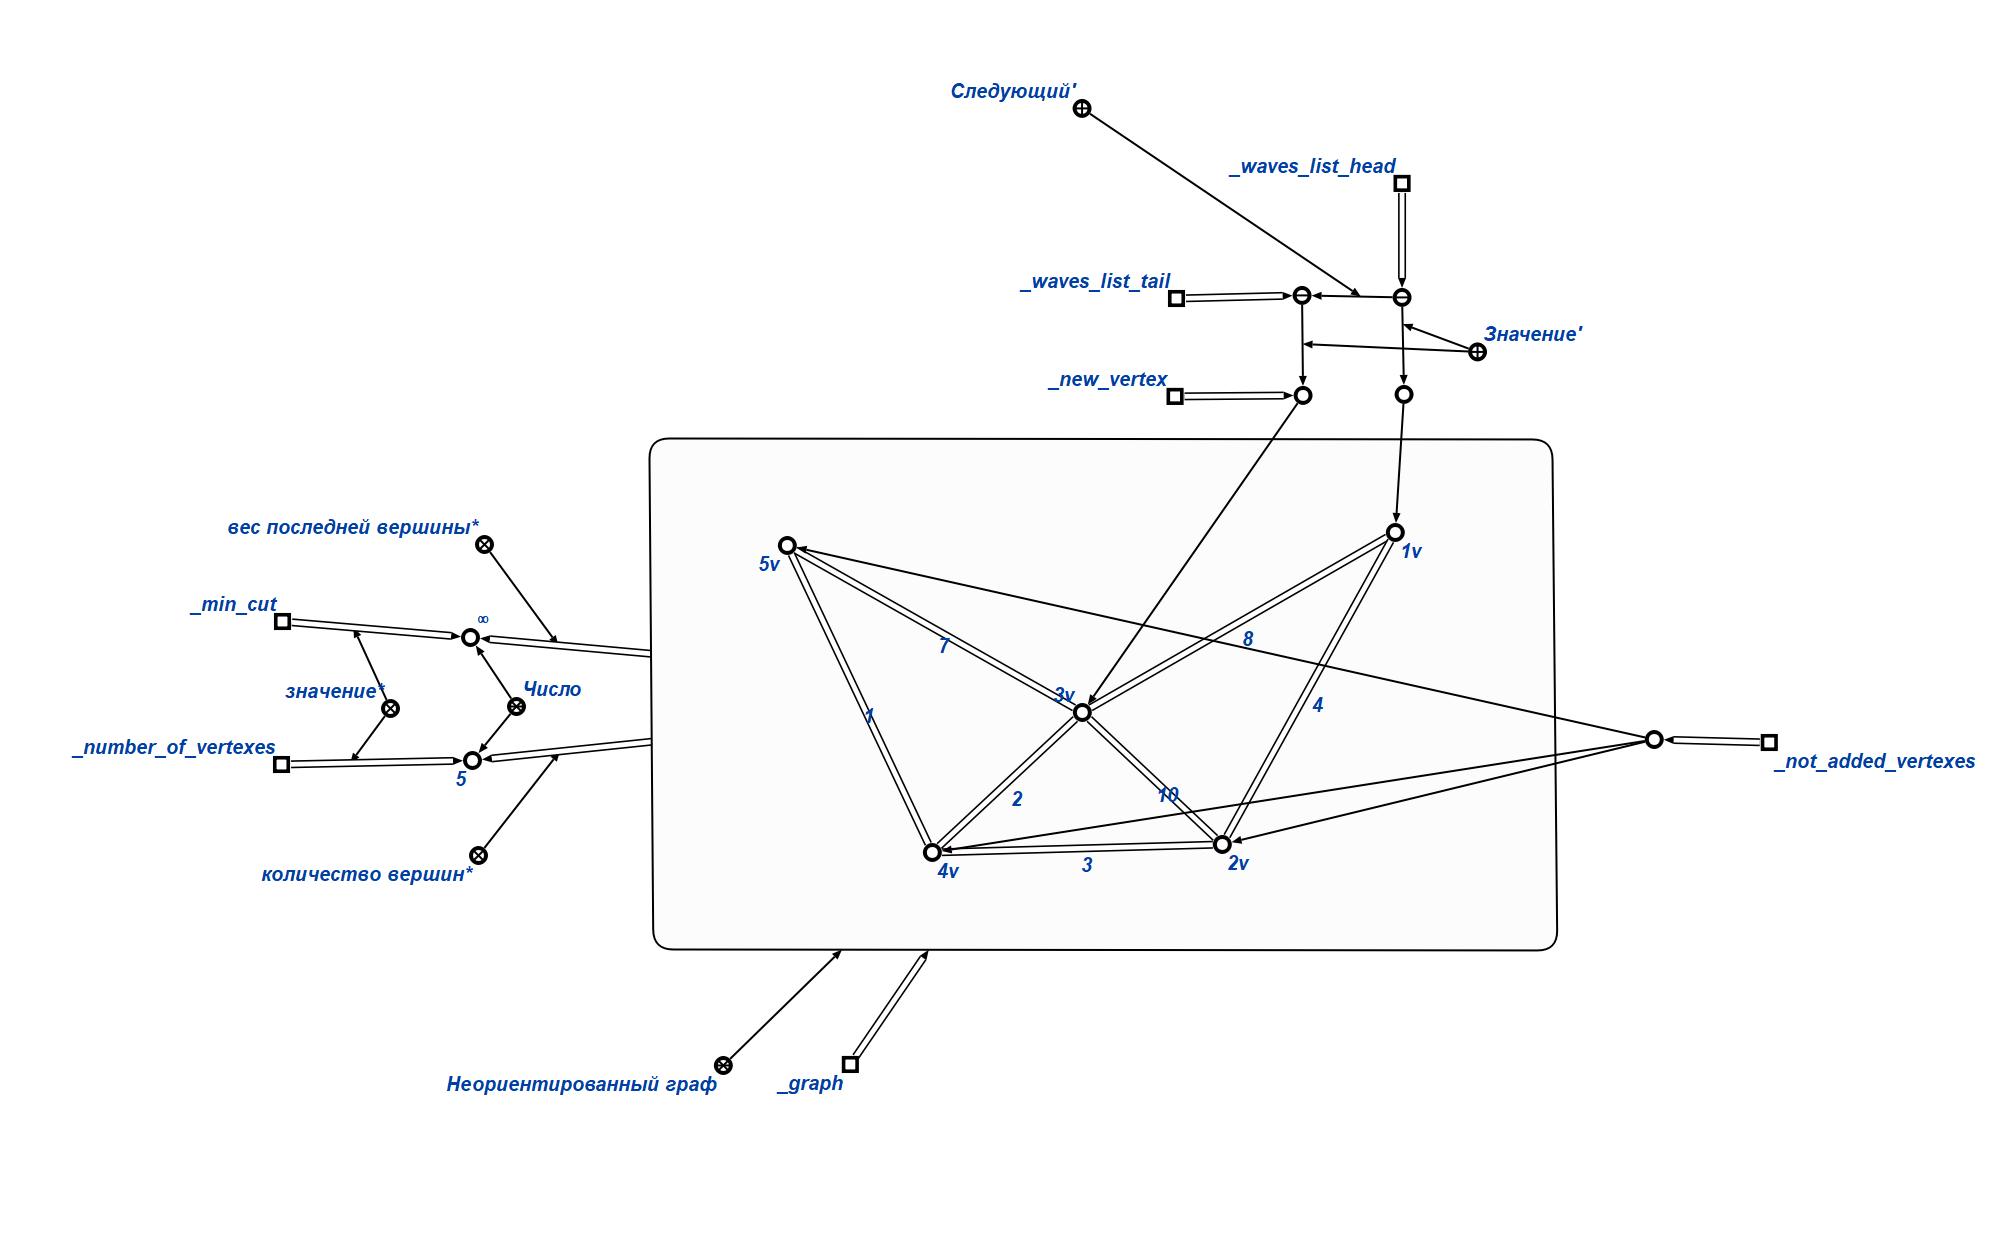 Следующий'
_waves_list_head
_waves_list_tail
Значение'
_new_vertex
вес последней вершины*
5v
1v
_min_cut
∞
7
8
значение*
Число
3v
4
1
_number_of_vertexes
5
_not_added_vertexes
2
10
3
2v
4v
количество вершин*
Неориентированный граф
_graph